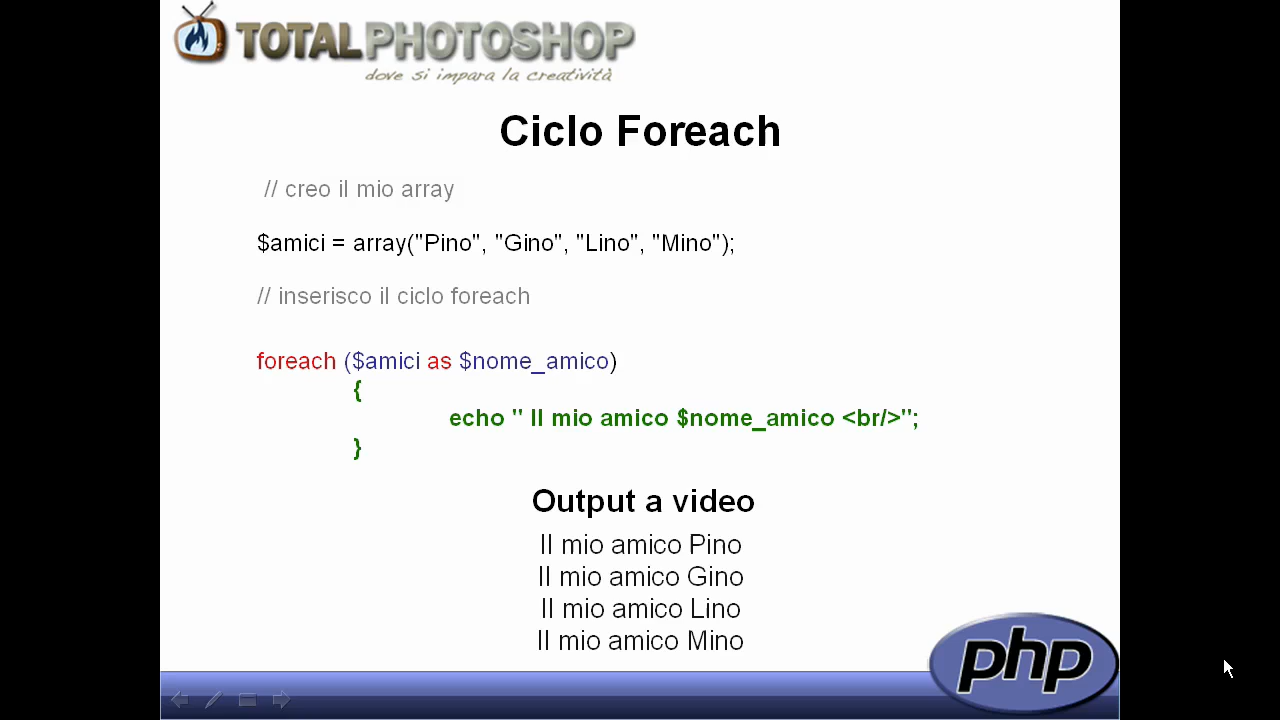 TOTALPHOTOSHOP
dove si impara la creatività
Ciclo Foreach
// creo il mio array
$amici = array("Pino", "Gino", "Lino", "Mino");
// inserisco il ciclo foreach
foreach ($amici as $nome_amico)
{
echo " Il mio amico $nome_amico <br/>";
}
Output a video
Il mio amico Pino
Il mio amico Gino
Il mio amico Lino
Il mio amico Mino
php